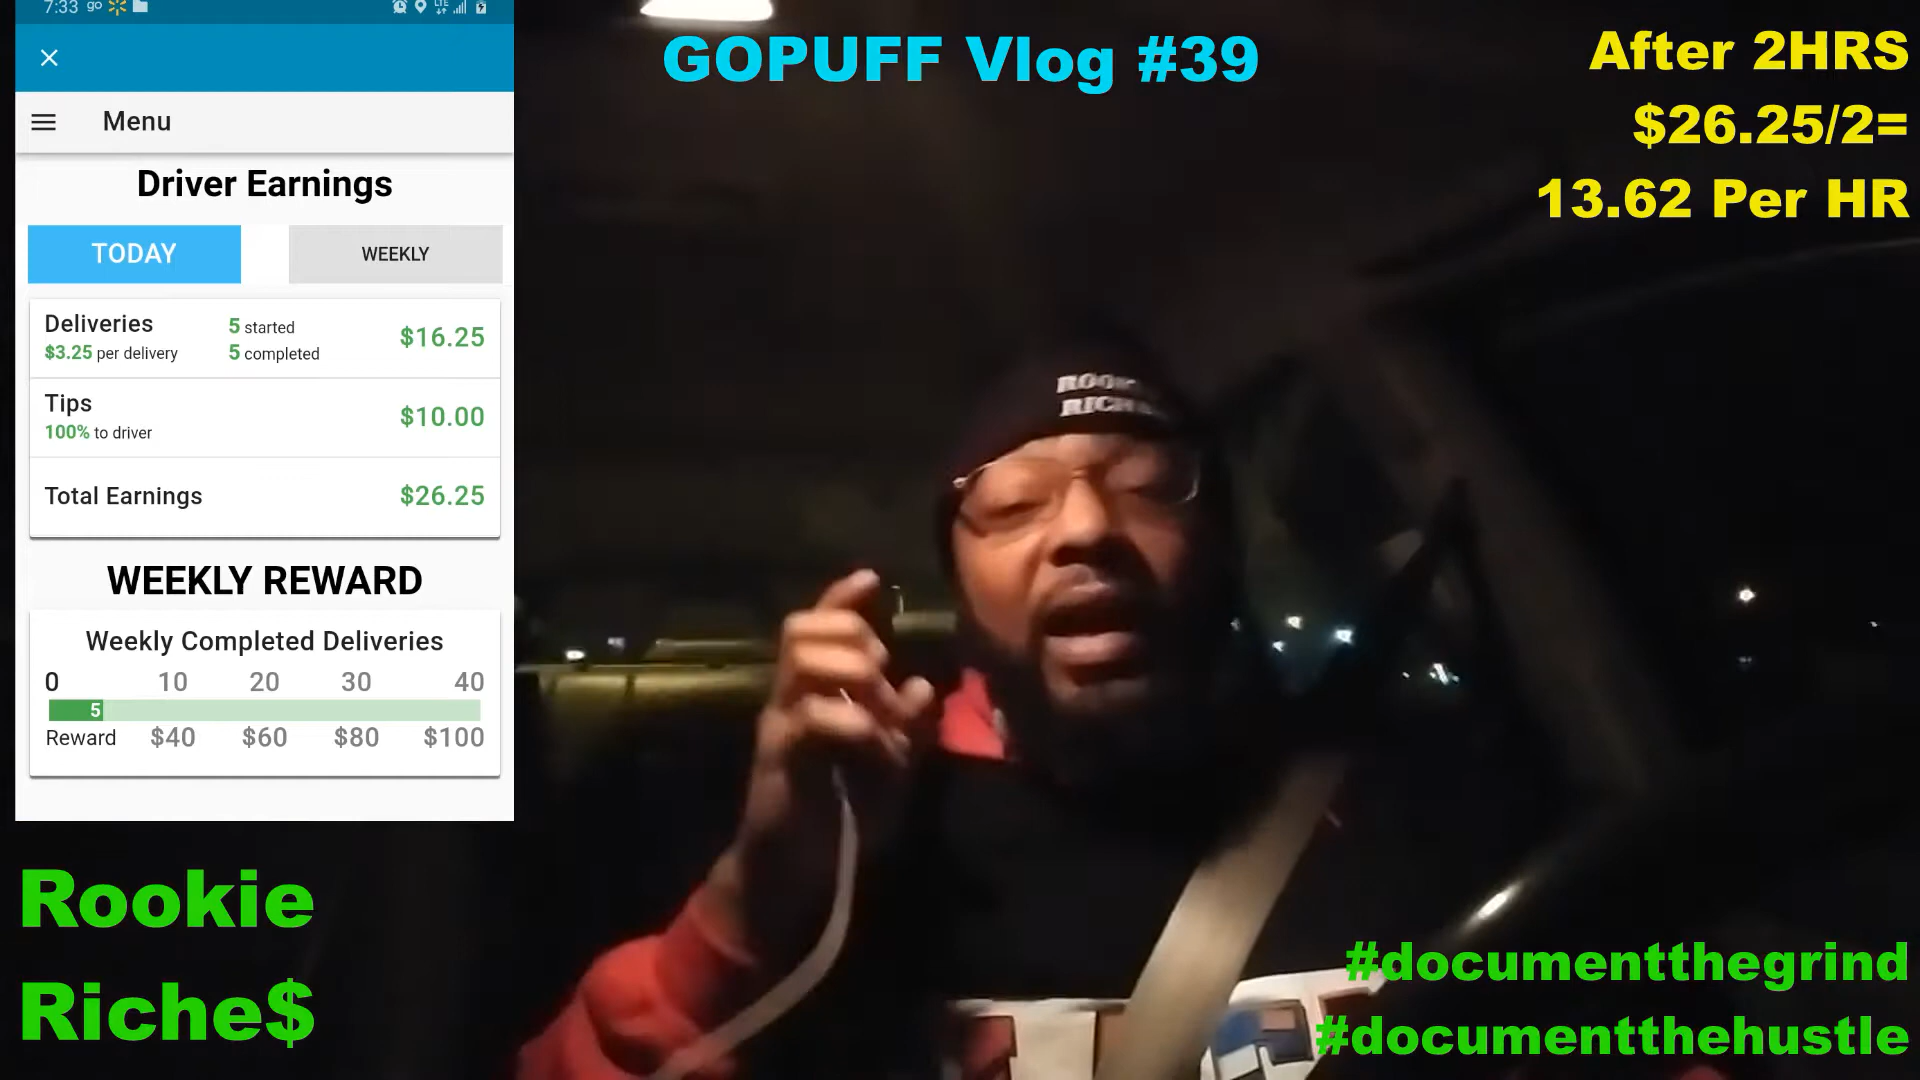 7:33 go LTE
GOPUFF Vlog #39
After 2HRS
$26.25/2=
13.62 Per HR
Menu
Driver Earnings
TODAY WEEKLY
Deliveries 5 started $16.25
$3.25 per delivery 5 completed
Tips $10.00
100% to driver
Total Earnings $26.25
WEEKLY REWARD
Weekly Completed Deliveries
0 10 20 30 40
5
Reward $40 $60 $80 $100
Rookie
Riche$
#documentthegrind
#documentthehustle